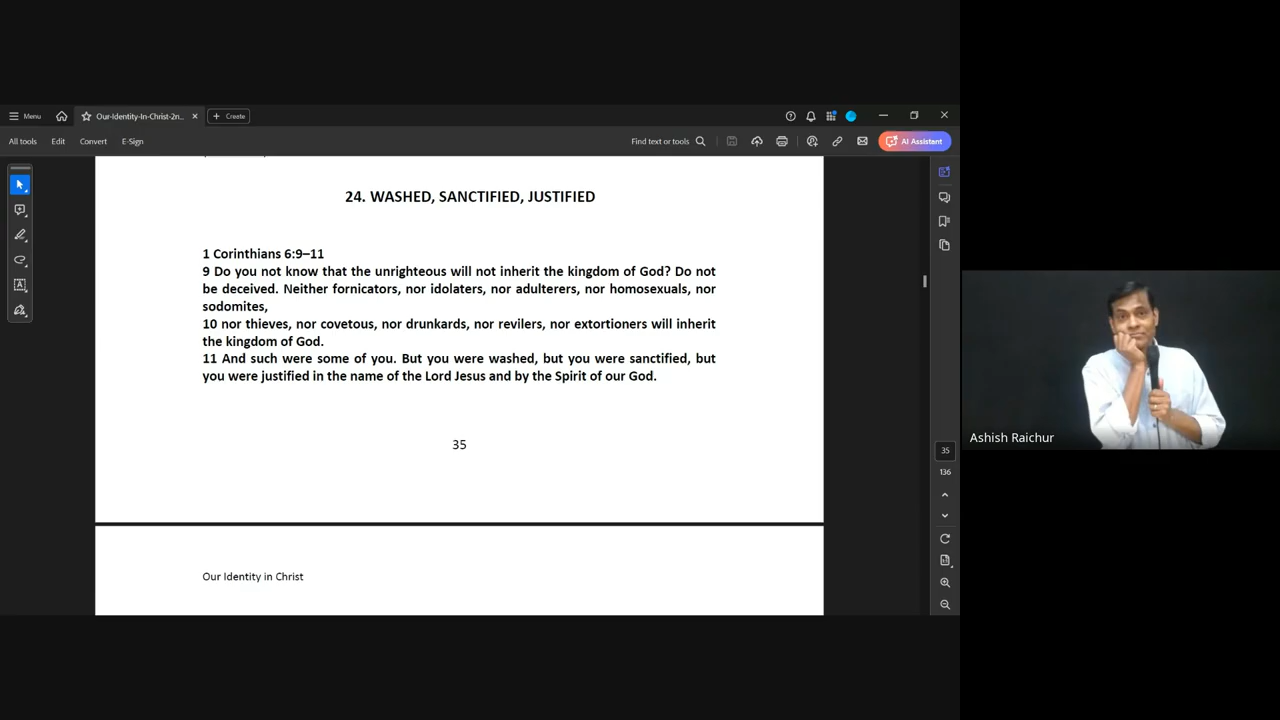 Menu
Our-Identity-In-Christ-2n...
Create
All tools
Edit
Convert
E-Sign
Find text or tools
AI Assistant
24. WASHED, SANCTIFIED, JUSTIFIED
1 Corinthians 6:9–11
9 Do you not know that the unrighteous will not inherit the kingdom of God? Do not
be deceived. Neither fornicators, nor idolaters, nor adulterers, nor homosexuals, nor
sodomites,
10 nor thieves, nor covetous, nor drunkards, nor revilers, nor extortioners will inherit
the kingdom of God.
11 And such were some of you. But you were washed, but you were sanctified, but
you were justified in the name of the Lord Jesus and by the Spirit of our God.
35
Our Identity in Christ
35
136
Ashish Raichur